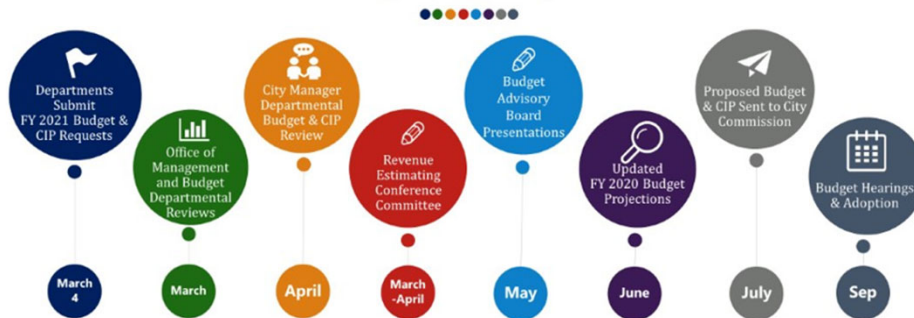 Departments
Submit
FY 2021 Budget &
CIP Requests
March
4
Office of
Management
and Budget
Departmental
Reviews
March
City Manager
Departmental
Budget & CIP
Review
April
Revenue
Estimating
Conference
Committee
March
-April
Budget
Advisory
Board
Presentations
May
Updated
FY 2020 Budget
Projections
June
Proposed Budget
& CIP Sent to City
Commission
July
Budget Hearings
& Adoption
Sep